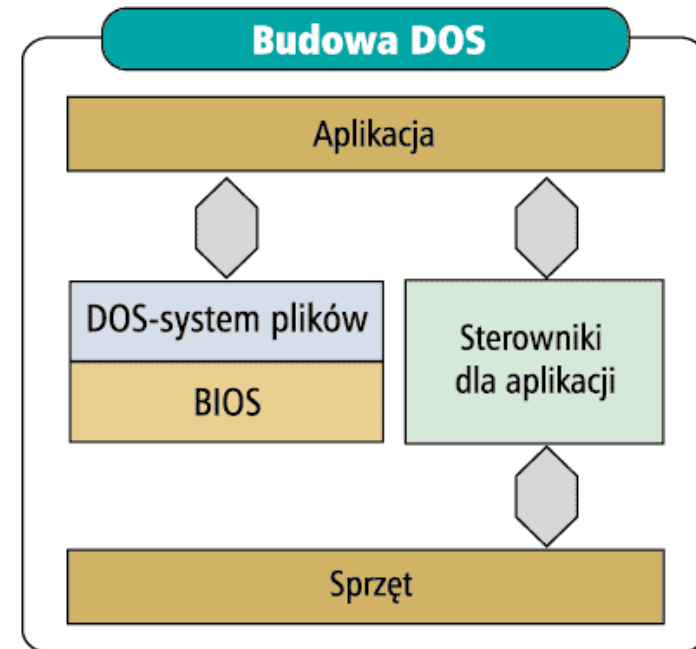 Budowa DOS
Aplikacja
DOS-system plików
BIOS
Sterowniki
dla aplikacji
Sprzęt